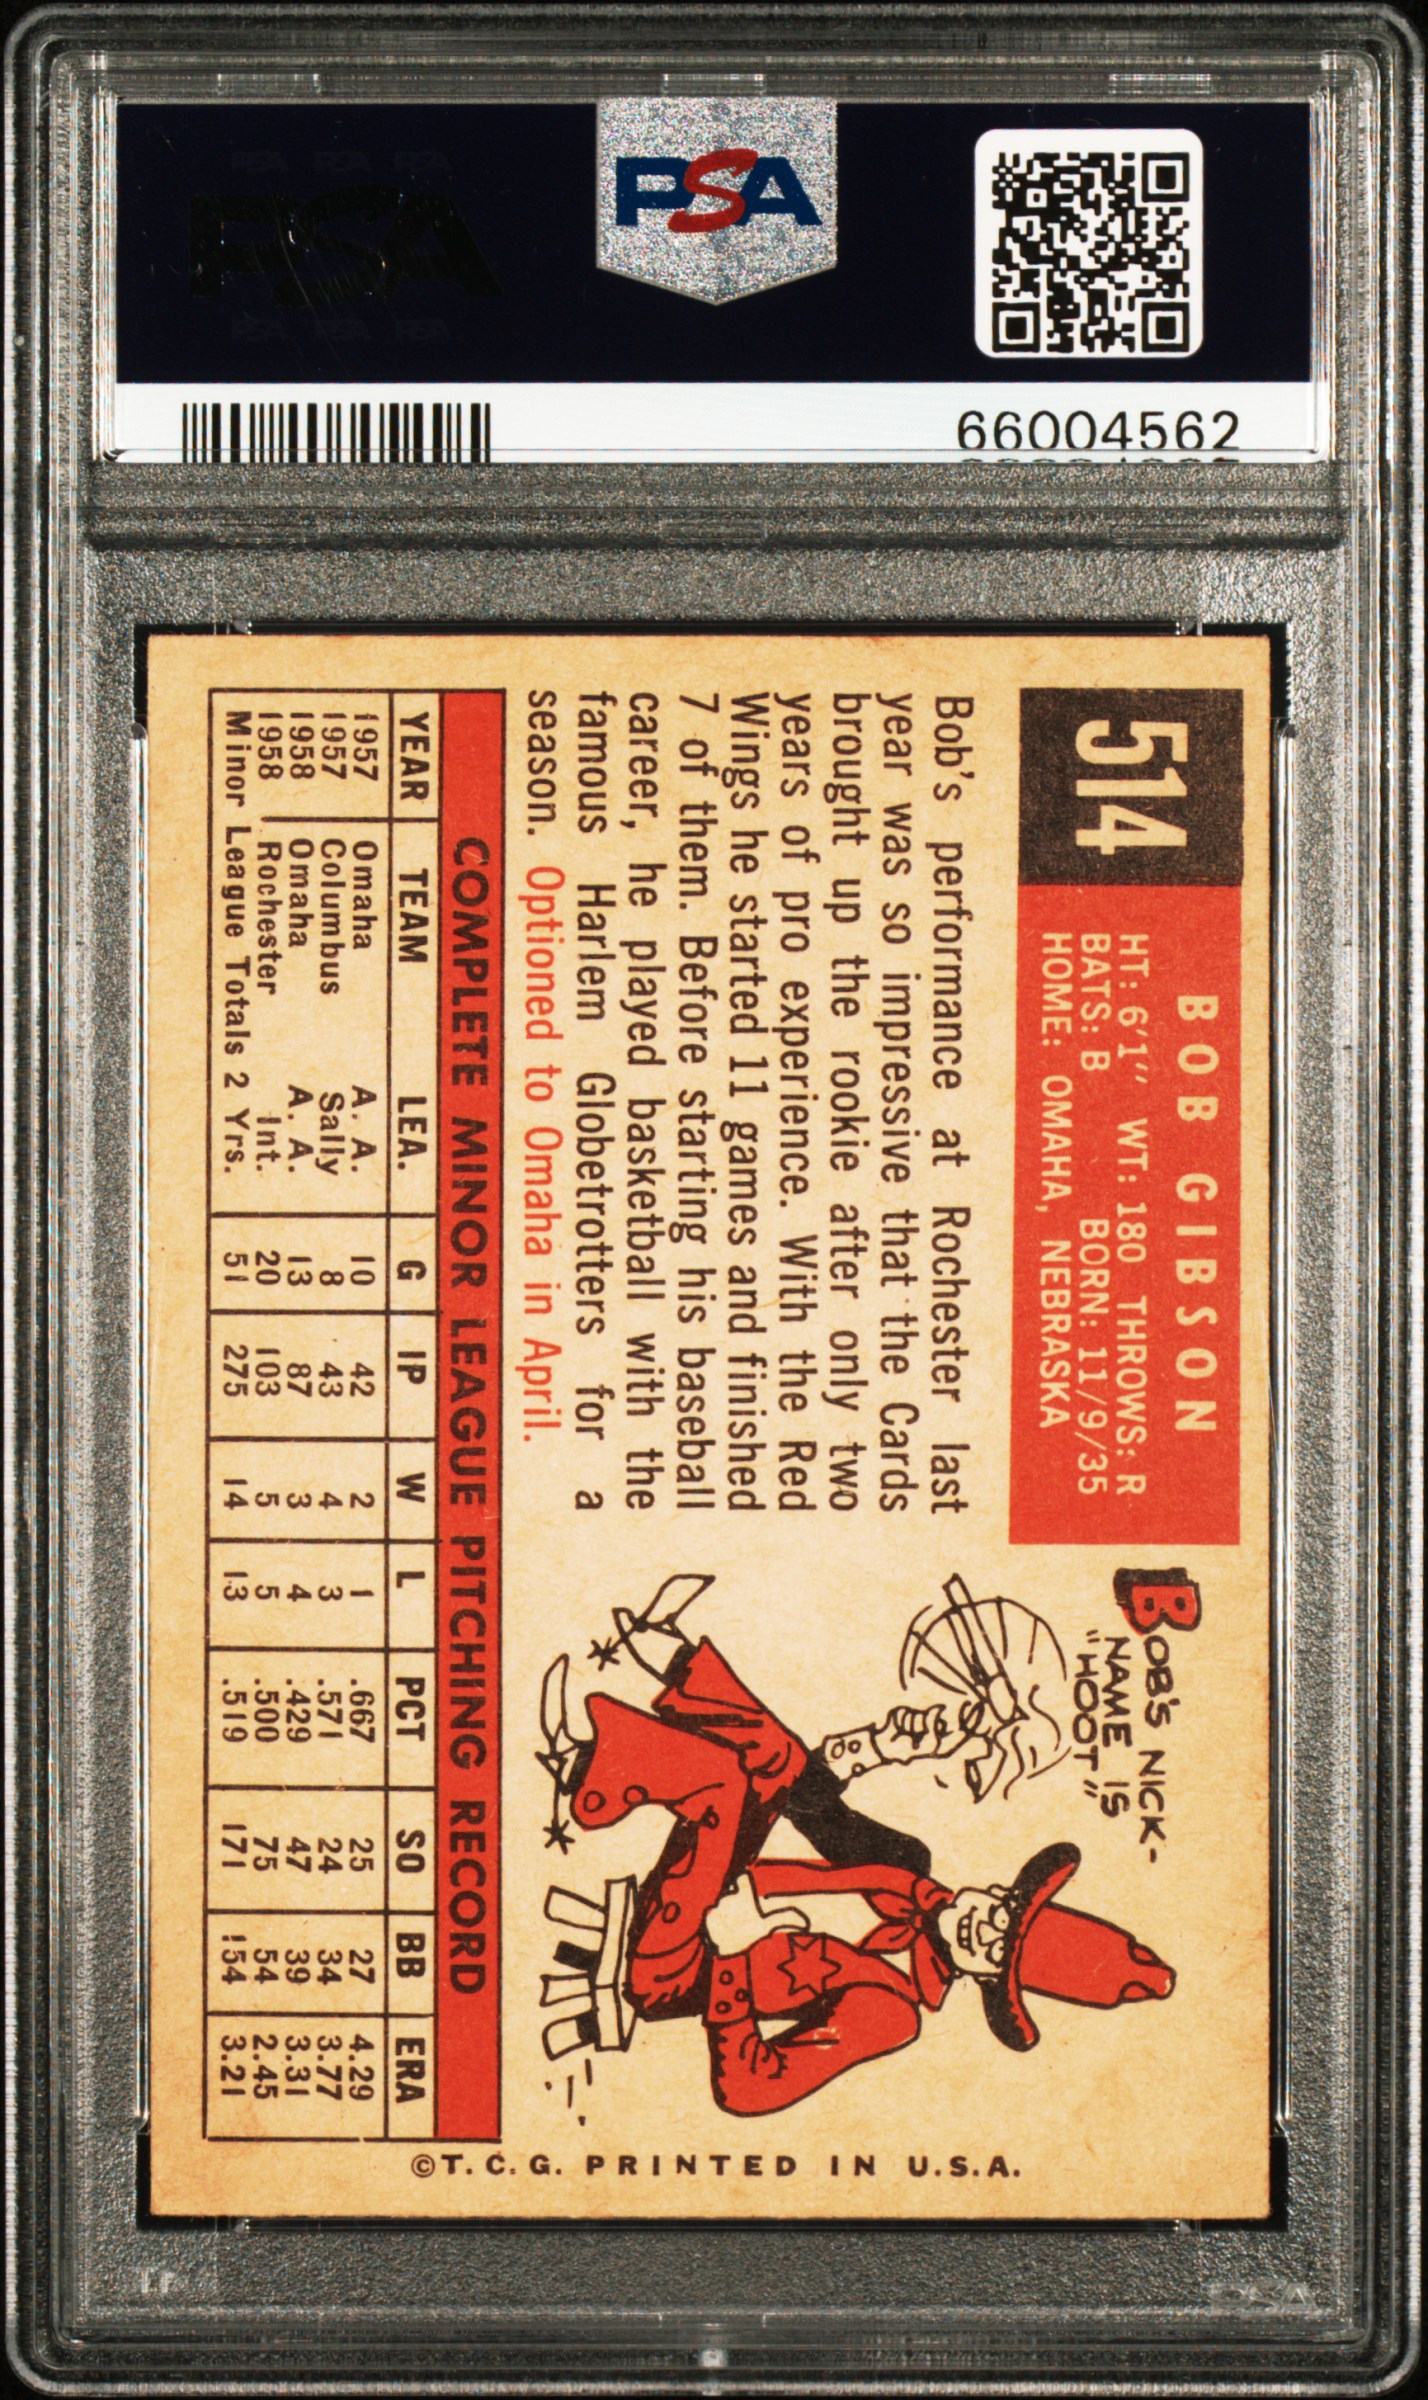 PSA
PSA
66004562
514
BOB GIBSON
HT: 6'1" WT: 180 THROWS: R
BATS: B BORN: 11/9/35
HOME: OMAHA, NEBRASKA
Bob's performance at Rochester last
year was so impressive that the Cards
brought up the rookie after only two
years of pro experience. With the Red
Wings he started 11 games and finished
7 of them. Before starting his baseball
career, he played basketball with the
famous Harlem Globetrotters for a
season. Optioned to Omaha in April.
BOB'S NICK-
NAME IS
"HOOT"
COMPLETE MINOR LEAGUE PITCHING RECORD
YEAR TEAM LEA. G IP W L PCT SO BB ERA
1957 Omaha A. A. 10 42 2 1 .667 25 27 4.29
1957 Columbus Sally 8 43 4 3 .571 24 34 3.77
1958 Omaha A. A. 13 87 3 4 .429 47 39 3.31
1958 Rochester Int. 20 103 5 5 .500 75 54 2.45
Minor League Totals 2 Yrs. 51 275 14 13 .519 171 154 3.21
©T. C. G. PRINTED IN U.S.A.
PSA